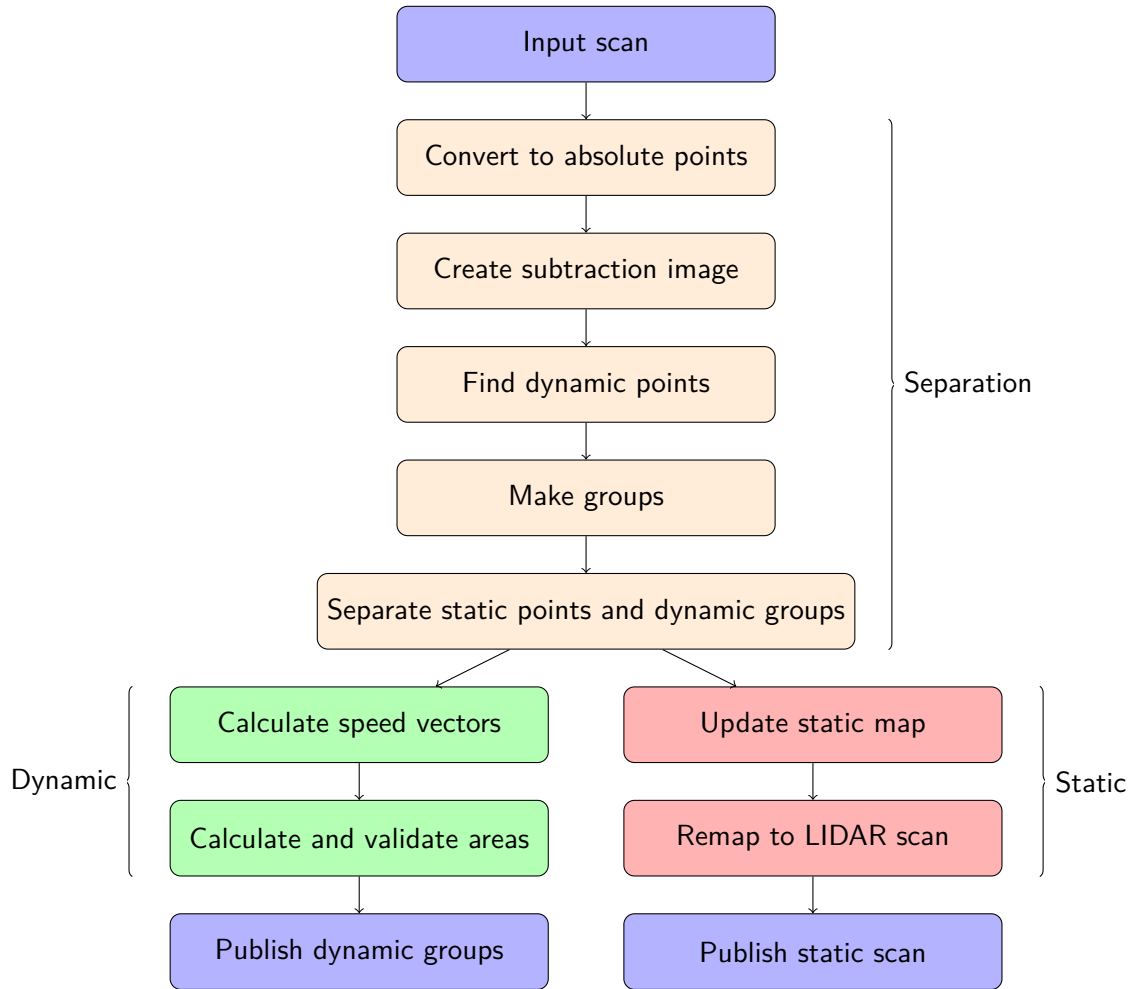 Input scan
Convert to absolute points
Create subtraction image
Find dynamic points
Separation
Make groups
Separate static points and dynamic groups
Calculate speed vectors
Update static map
Dynamic
Static
Calculate and validate areas
Remap to LIDAR scan
Publish dynamic groups
Publish static scan